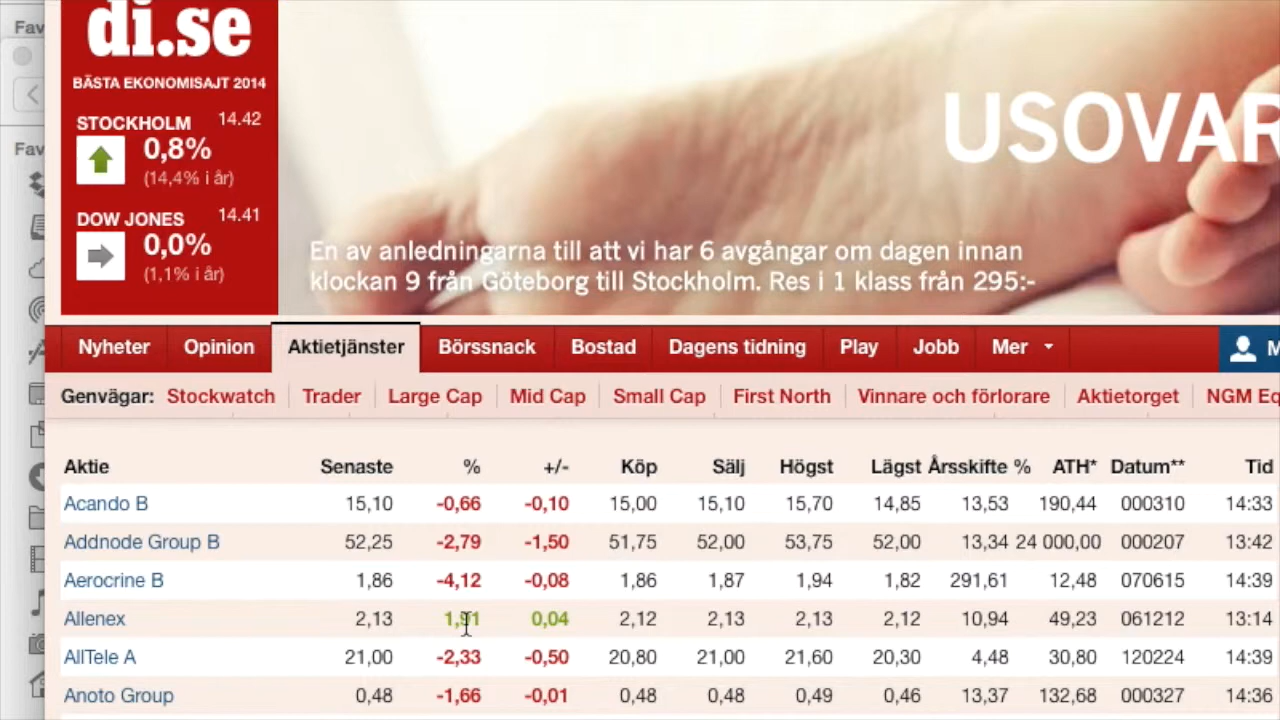 Fav
di.se
BÄSTA EKONOMISAJT 2014
STOCKHOLM 14.42
0,8%
(14,4% i år)
DOW JONES 14.41
0,0%
(1,1% i år)
USOVAR
En av anledningarna till att vi har 6 avgångar om dagen innan
klockan 9 från Göteborg till Stockholm. Res i 1 klass från 295:-
Fav
Nyheter Opinion Aktietjänster Börssnack Bostad Dagens tidning Play Jobb Mer M
Genvägar: Stockwatch Trader Large Cap Mid Cap Small Cap First North Vinnare och förlorare Aktietorget NGM Eq
Aktie Senaste % +/- Köp Sälj Högst Lägst Årsskifte % ATH* Datum** Tid
Acando B 15,10 -0,66 -0,10 15,00 15,10 15,70 14,85 13,53 190,44 000310 14:33
Addnode Group B 52,25 -2,79 -1,50 51,75 52,00 53,75 52,00 13,34 24 000,00 000207 13:42
Aerocrine B 1,86 -4,12 -0,08 1,86 1,87 1,94 1,82 291,61 12,48 070615 14:39
Allenex 2,13 1,91 0,04 2,12 2,13 2,13 2,12 10,94 49,23 061212 13:14
AllTele A 21,00 -2,33 -0,50 20,80 21,00 21,60 20,30 4,48 30,80 120224 14:39
Anoto Group 0,48 -1,66 -0,01 0,48 0,48 0,49 0,46 13,37 132,68 000327 14:36